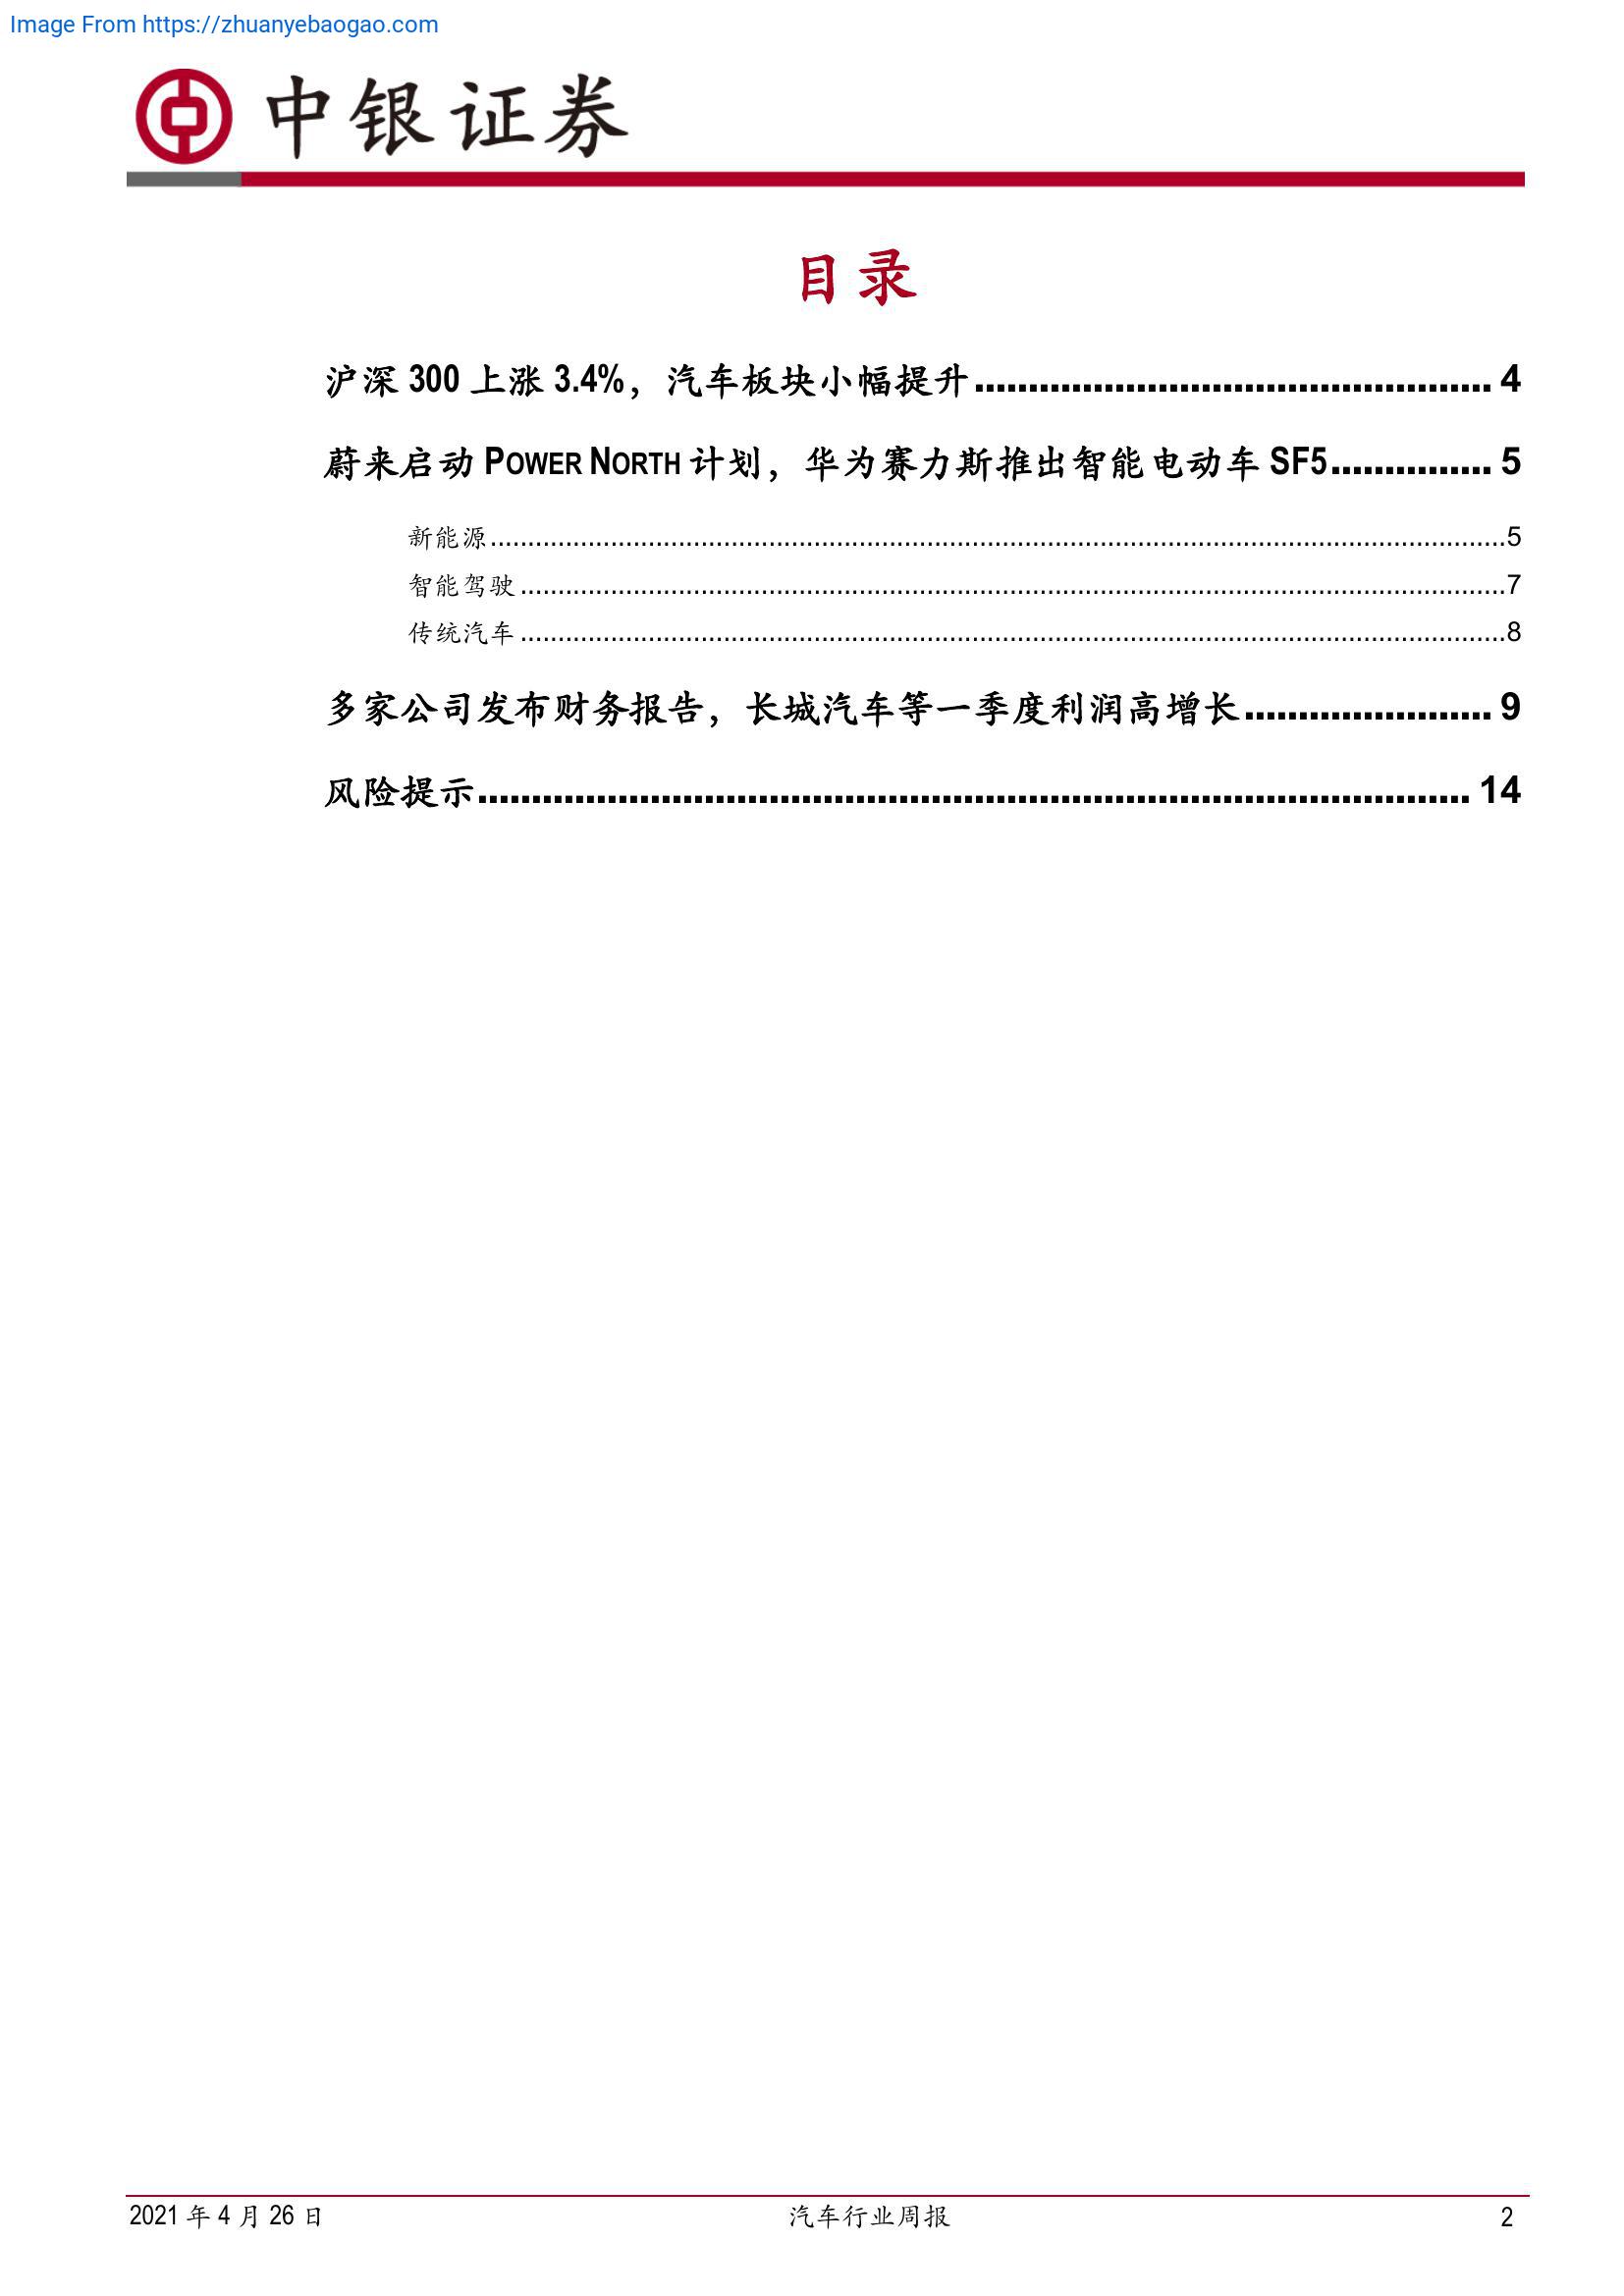 Image From https://zhuanyebaogao.com
中银证券
目录
沪深 300 上涨 3.4%，汽车板块小幅提升................................................ 4
蔚来启动 POWER NORTH 计划，华为赛力斯推出智能电动车 SF5............... 5
新能源........................................................................................................................................5
智能驾驶 ....................................................................................................................................7
传统汽车 ....................................................................................................................................8
多家公司发布财务报告，长城汽车等一季度利润高增长....................... 9
风险提示............................................................................................ 14
2021 年 4 月 26 日 汽车行业周报 2